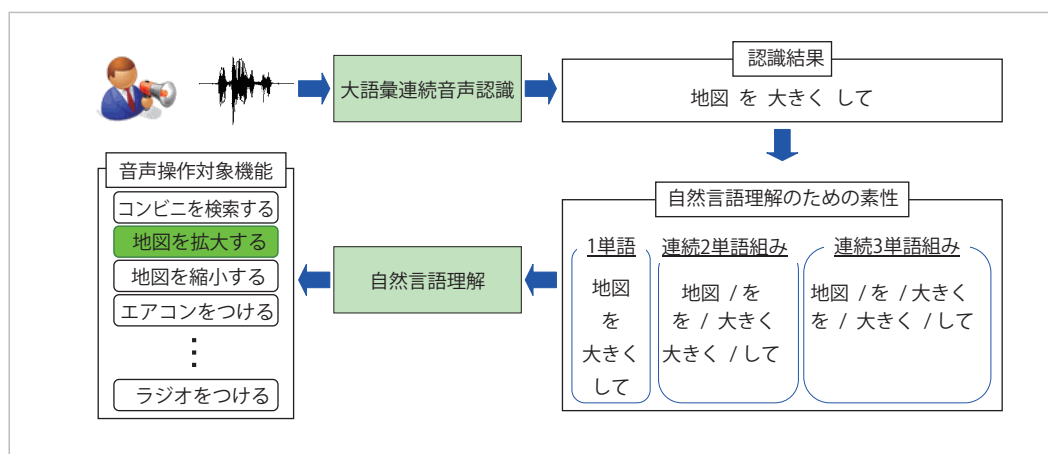 大語彙連続音声認識
認識結果
地図 を 大きく して
自然言語理解のための素性
1単語
地図
を
大きく
して
連続2単語組み
地図 / を
を / 大きく
大きく / して
連続3単語組み
地図 / を / 大きく
を / 大きく / して
自然言語理解
音声操作対象機能
コンビニを検索する
地図を拡大する
地図を縮小する
エアコンをつける
⋮
ラジオをつける